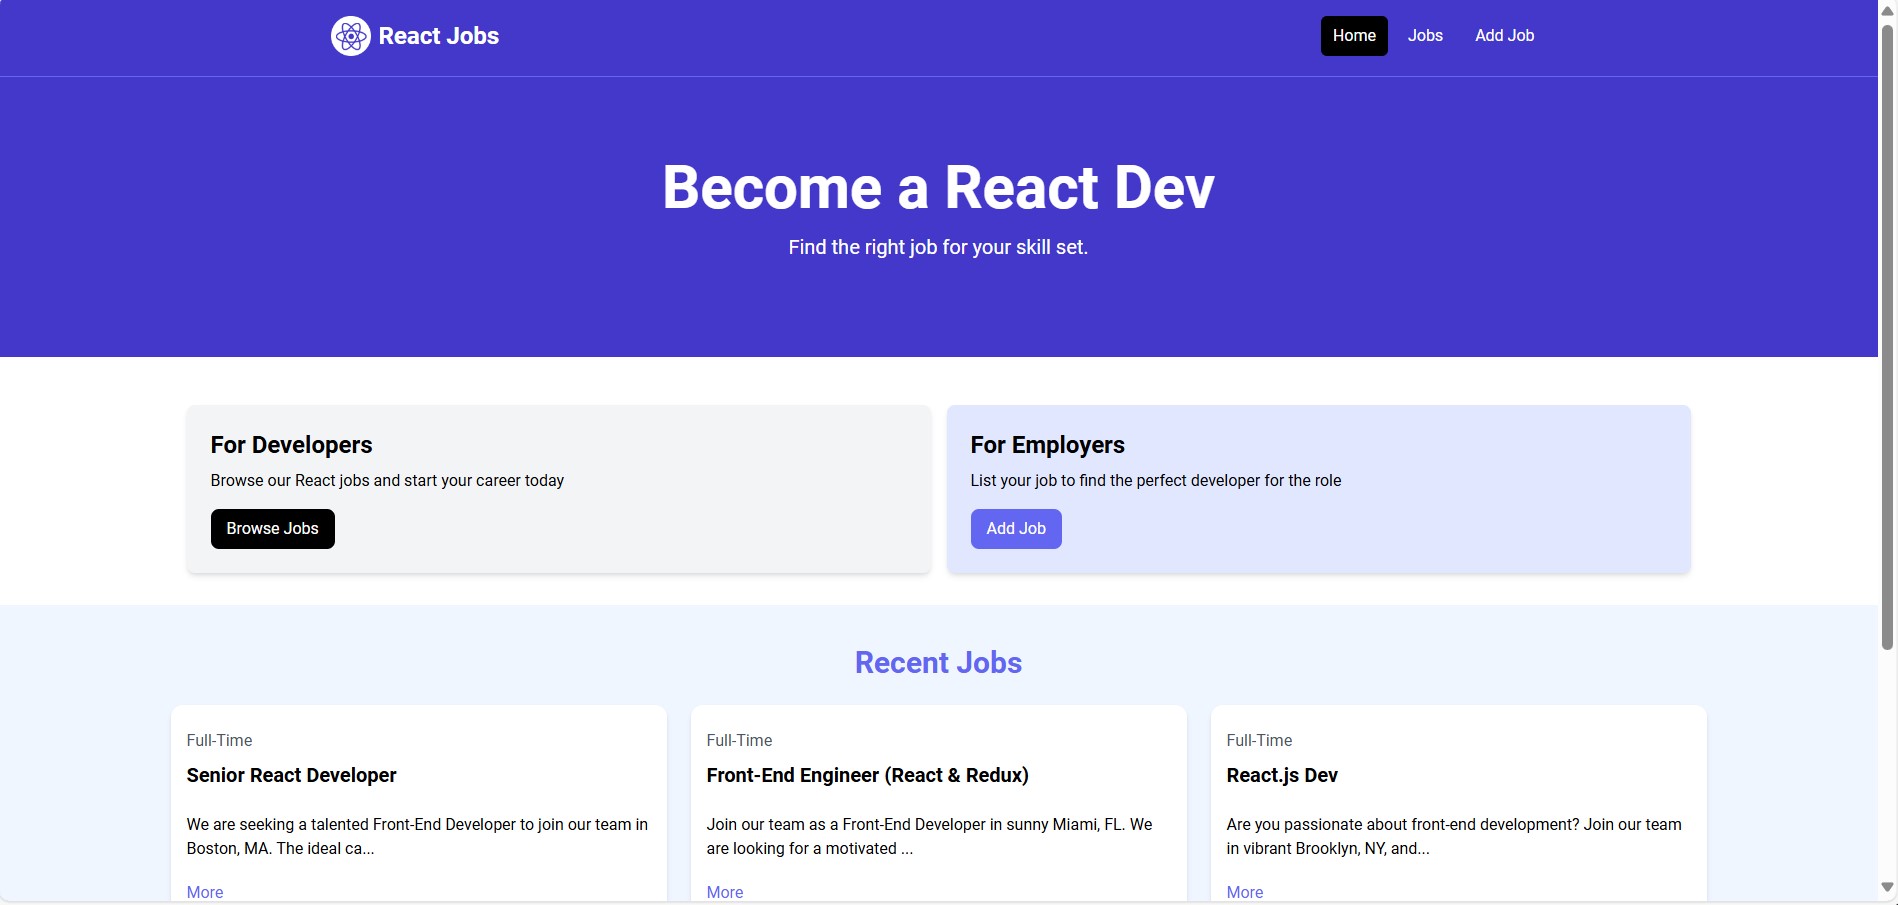 React Jobs
Home
Jobs
Add Job
Become a React Dev
Find the right job for your skill set.
For Developers
Browse our React jobs and start your career today
Browse Jobs
For Employers
List your job to find the perfect developer for the role
Add Job
Recent Jobs
Full-Time
Senior React Developer
We are seeking a talented Front-End Developer to join our team in
Boston, MA. The ideal ca...
More
Full-Time
Front-End Engineer (React & Redux)
Join our team as a Front-End Developer in sunny Miami, FL. We
are looking for a motivated ...
More
Full-Time
React.js Dev
Are you passionate about front-end development? Join our team
in vibrant Brooklyn, NY, and...
More